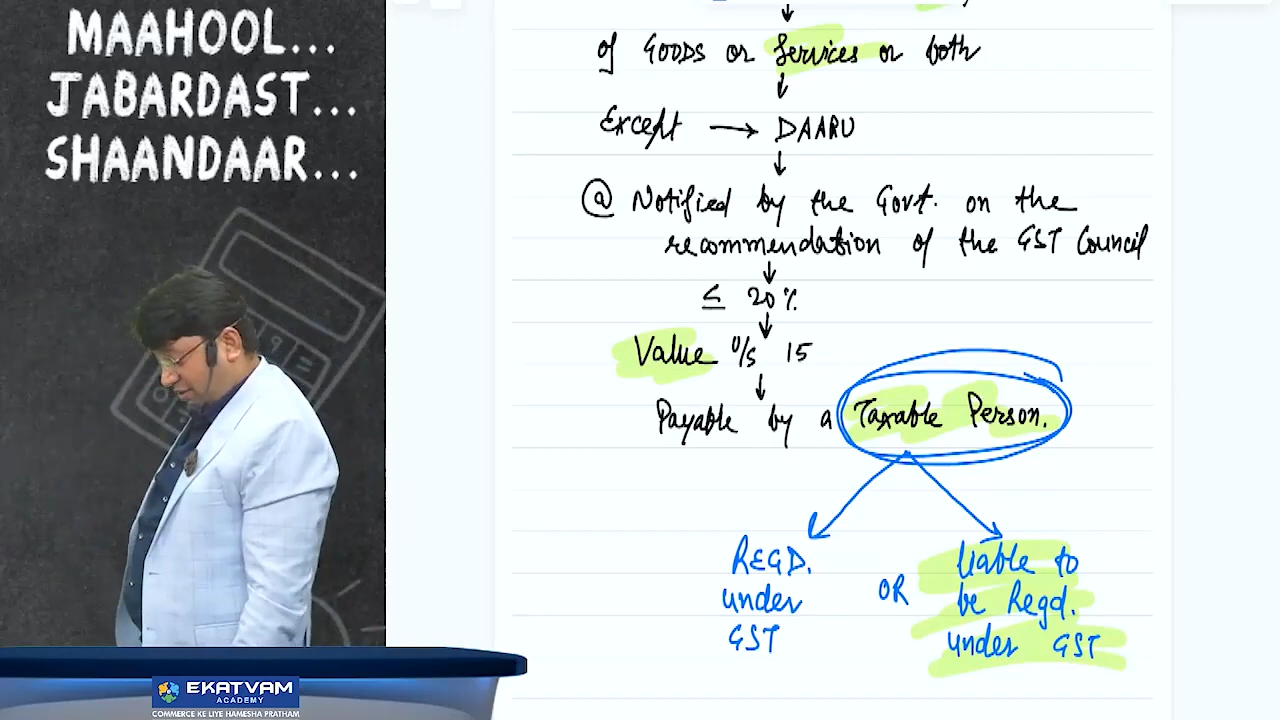 MAAHOOL...
JABARDAST...
SHAANDAAR...
of GOODS or Services or both
Except → DAARU
@ Notified by the Govt. on the
recommendation of the GST Council
≤ 20%
Value u/s 15
Payable by a Taxable Person.
REGD.
under
GST
OR
liable to
be Regd.
under GST
EKATVAM
ACADEMY
COMMERCE KE LIYE HAMESHA PRATHAM